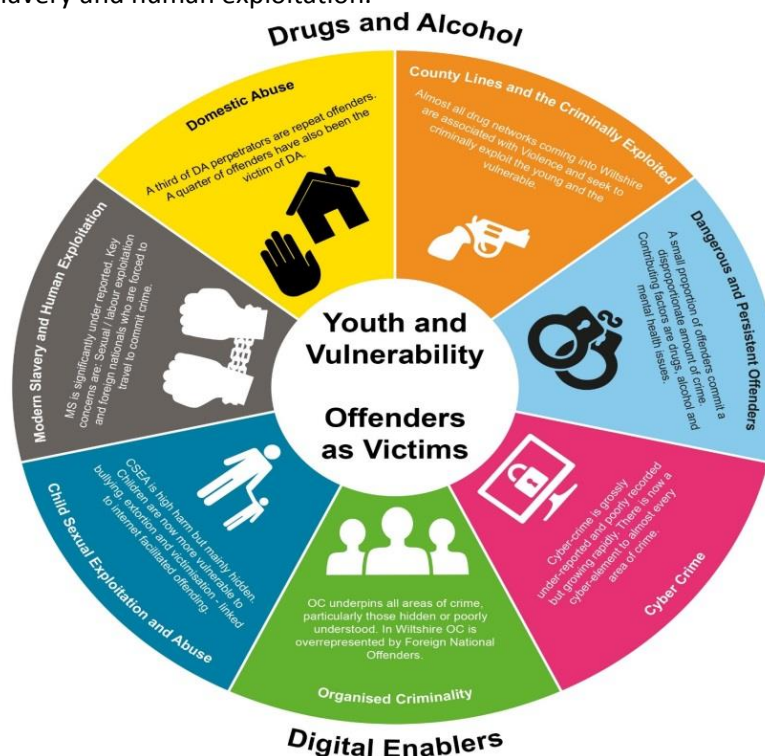 slavery and human exploitation.
Drugs and Alcohol
Domestic Abuse
A third of DA perpetrators are repeat offenders.
A quarter of offenders have also been the
victim of DA.
County Lines and the Criminally Exploited
Almost all drug networks coming into Wiltshire
are associated with Violence and seek to
criminally exploit the young and the
vulnerable.
Dangerous and Persistent Offenders
A small proportion of offenders commit a
disproportionate amount of crime.
Contributing factors are drugs, alcohol and
mental health issues.
Cyber-crime is grossly
under-reported and poorly recorded
but growing rapidly. There is now a
cyber-element to almost every
area of crime.
Cyber Crime
OC underpins all areas of crime,
particularly those hidden or poorly
understood. In Wiltshire OC is
overrepresented by Foreign National
Offenders.
Organised Criminality
CSEA is high harm but mainly hidden.
Children are now more vulnerable to
bullying, extortion and victimisation - linked
to internet facilitated offending.
Child Sexual Exploitation and Abuse
Modern Slavery and Human Exploitation
MS is significantly under reported. Key
concerns are: Sexual / labour exploitation
and foreign nationals who are forced to
travel to commit crime.
Youth and
Vulnerability
Offenders
as Victims
Digital Enablers